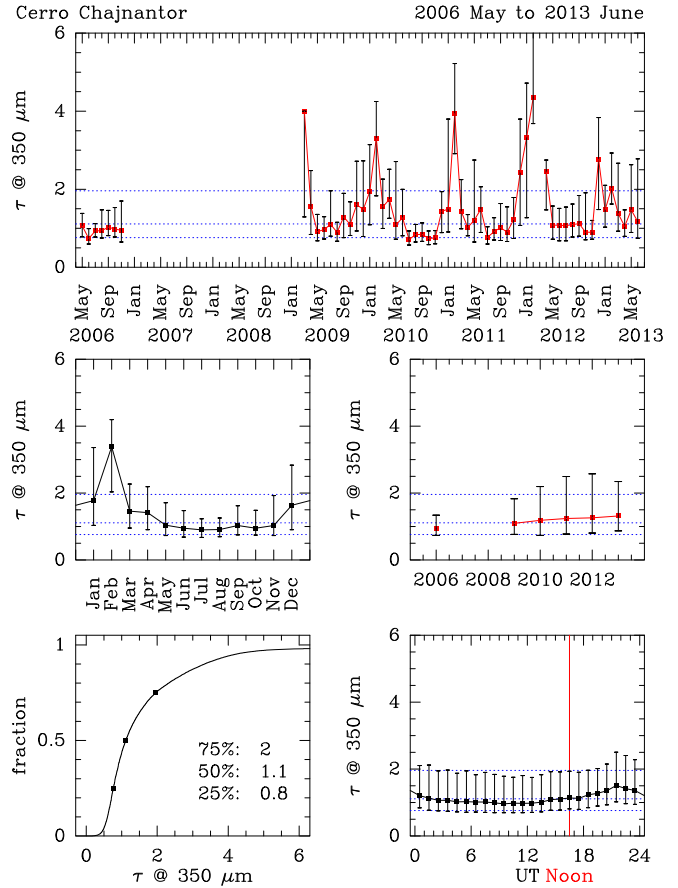 Cerro Chajnantor 2006 May to 2013 June
τ @ 350 μm
6
4
2
0
May Sep Jan May Sep Jan May Sep Jan May Sep Jan May Sep Jan May Sep Jan May Sep Jan May
2006 2007 2008 2009 2010 2011 2012 2013
τ @ 350 μm
6
4
2
0
Jan Feb Mar Apr May Jun Jul Aug Sep Oct Nov Dec
τ @ 350 μm
6
4
2
0
2006 2008 2010 2012
fraction
1
0.5
0
75%: 2
50%: 1.1
25%: 0.8
0 2 4 6
τ @ 350 μm
τ @ 350 μm
6
4
2
0
0 6 12 18 24
UT Noon